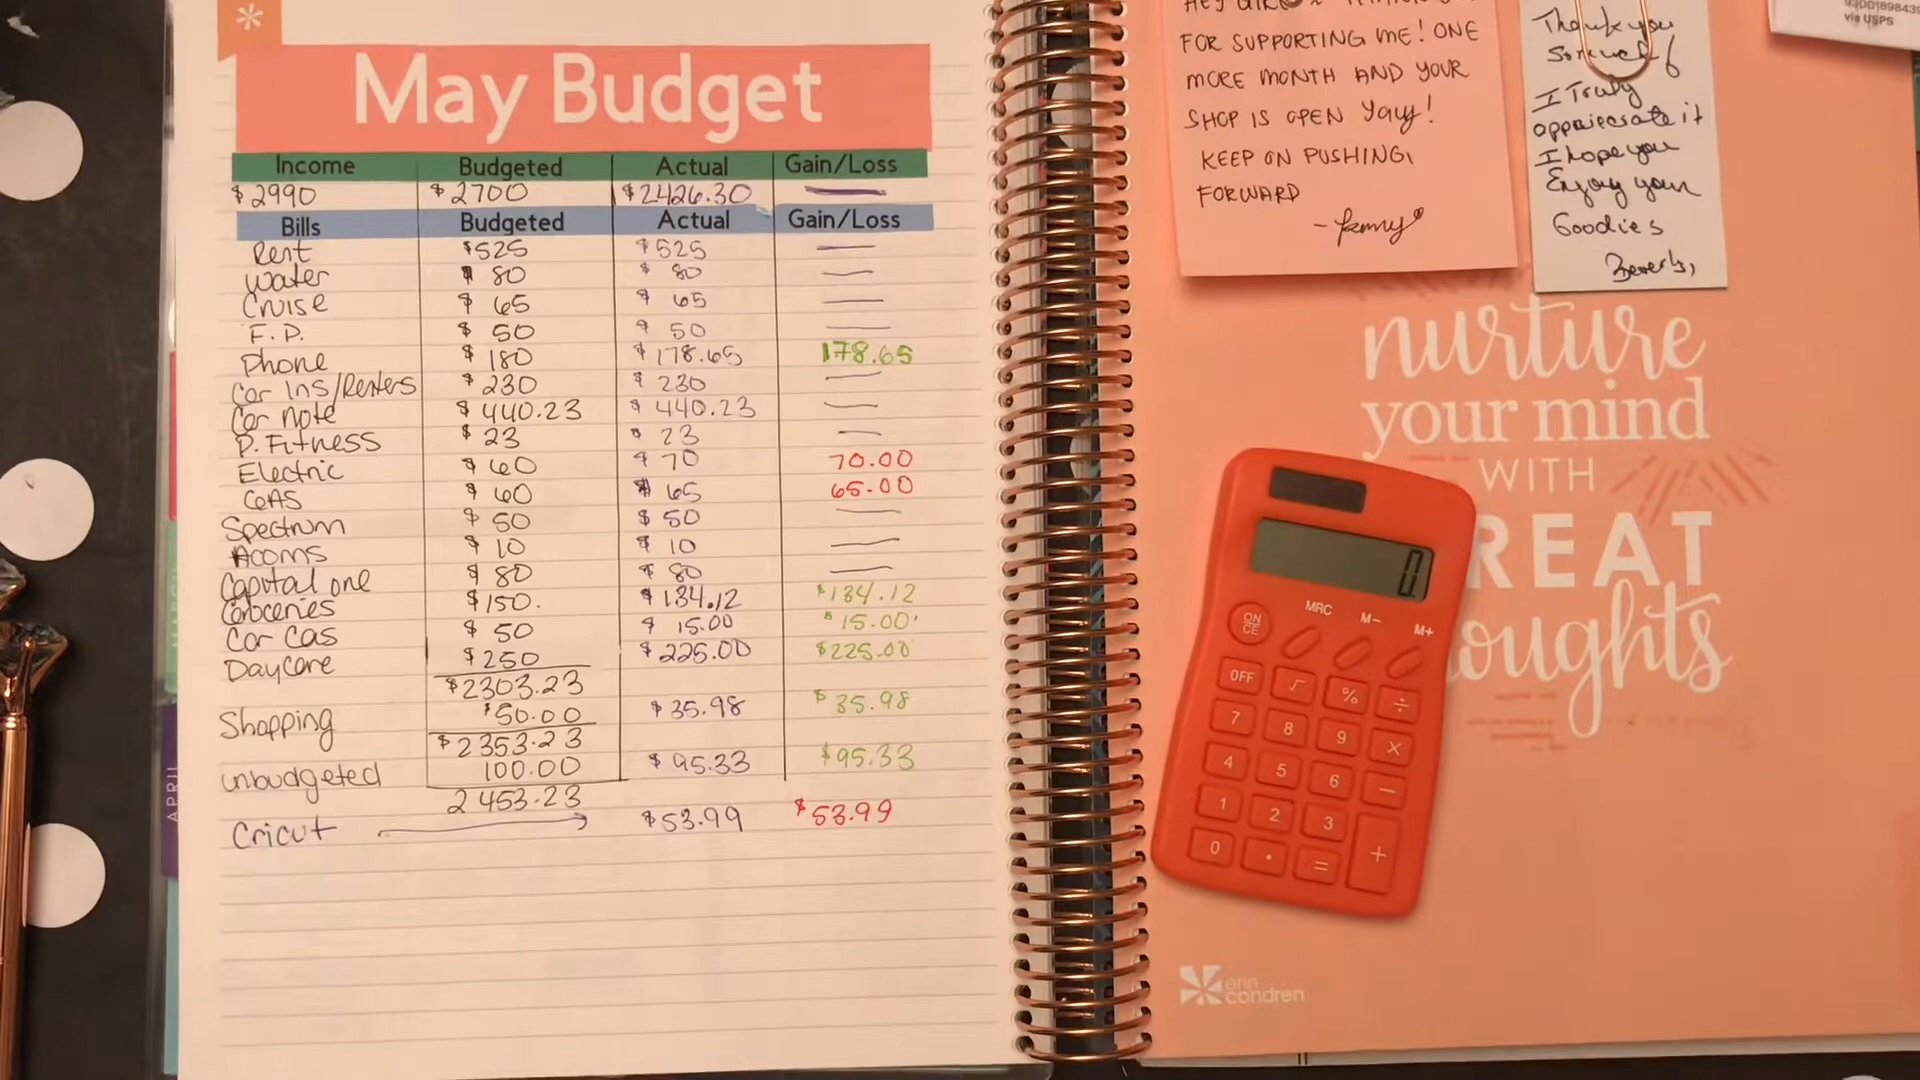 May Budget
Income Budgeted Actual Gain/Loss
$2990 $2700 $2426.30
Bills Budgeted Actual Gain/Loss
Rent $525 $525
Water $80 $80
Cruise $65 $65
F.P. $50 $50
Phone $180 $178.65 178.65
Car Ins/Renters $230 $230
Car note $440.23 $440.23
P. Fitness $23 $23
Electric $60 $70 70.00
GAS $60 $65 65.00
Spectrum $50 $50
Acorns $10 $10
Capital one $80 $80
Groceries $150. $134.12 $134.12
Car Gas $50 $15.00 $15.00
Daycare $250 $225.00 $225.00
$2303.23
Shopping $50.00 $35.98 $35.98
$2353.23
unbudgeted 100.00 $95.33 $95.33
2453.23
Cricut $53.99 $53.99
APRIL
FOR SUPPORTING ME! ONE
MORE MONTH AND YOUR
SHOP IS OPEN Yay!
KEEP ON PUSHING
FORWARD
Thank you
So much
I Truly
appriecsate it
I hope you
Enjoy your
Goodies
Beverly
via USPS
nurture
your mind
WITH
REAT
oughts
0
MRC M- M+
ON
CE
OFF √ % ÷
7 8 9 ×
4 5 6 −
1 2 3 +
0 . =
erin
condren